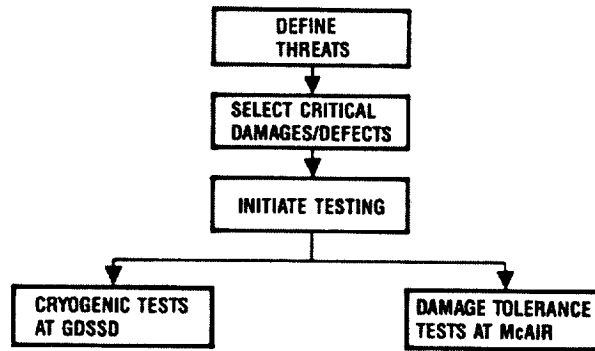 DEFINE
THREATS
SELECT CRITICAL
DAMAGES/DEFECTS
INITIATE TESTING
CRYOGENIC TESTS
AT GDSSD
DAMAGE TOLERANCE
TESTS AT McAIR